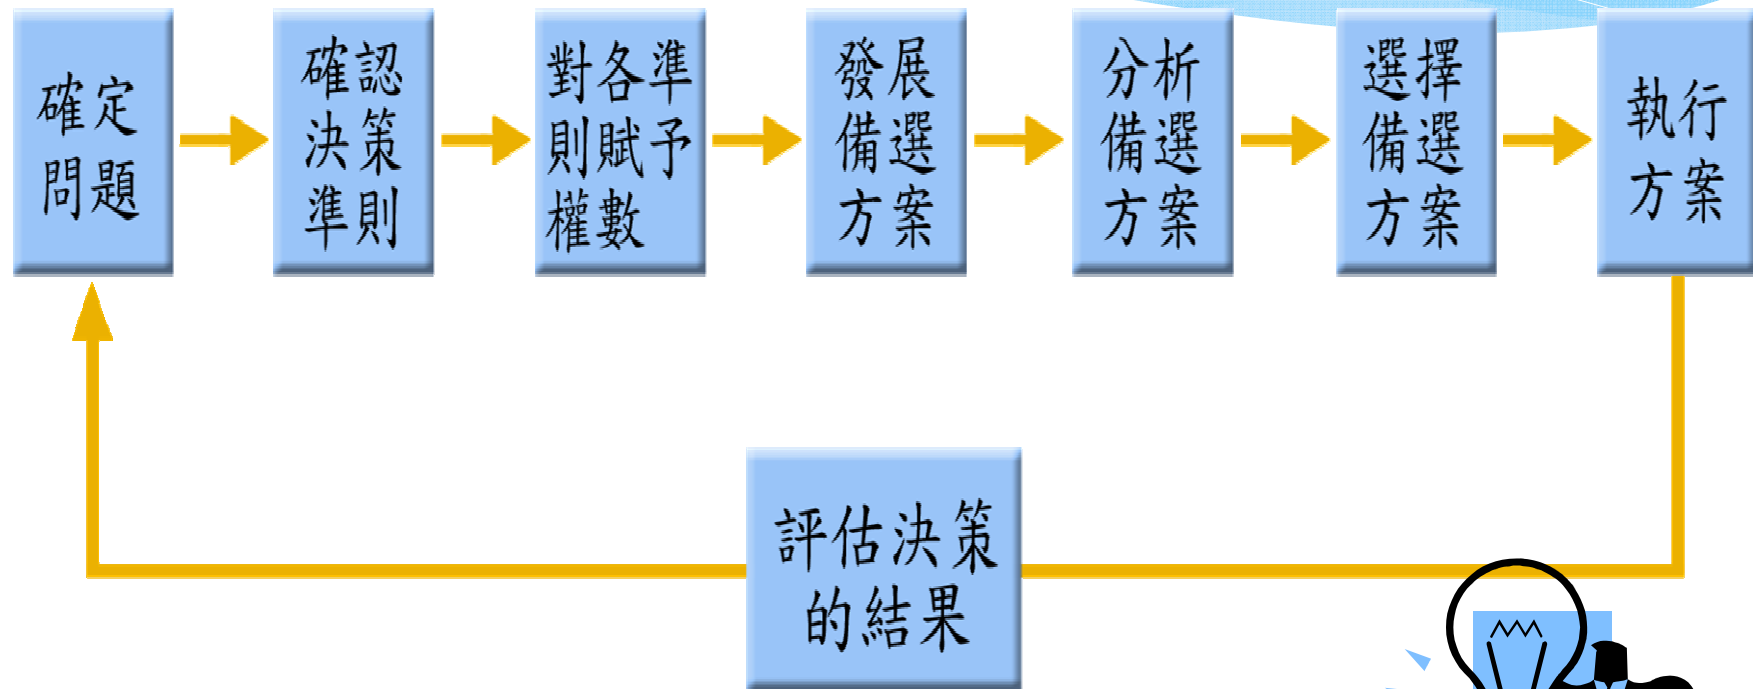 確定
問題
確認
決策
準則
對各準
則賦予
權數
發展
備選
方案
分析
備選
方案
選擇
備選
方案
執行
方案
評估決策
的結果